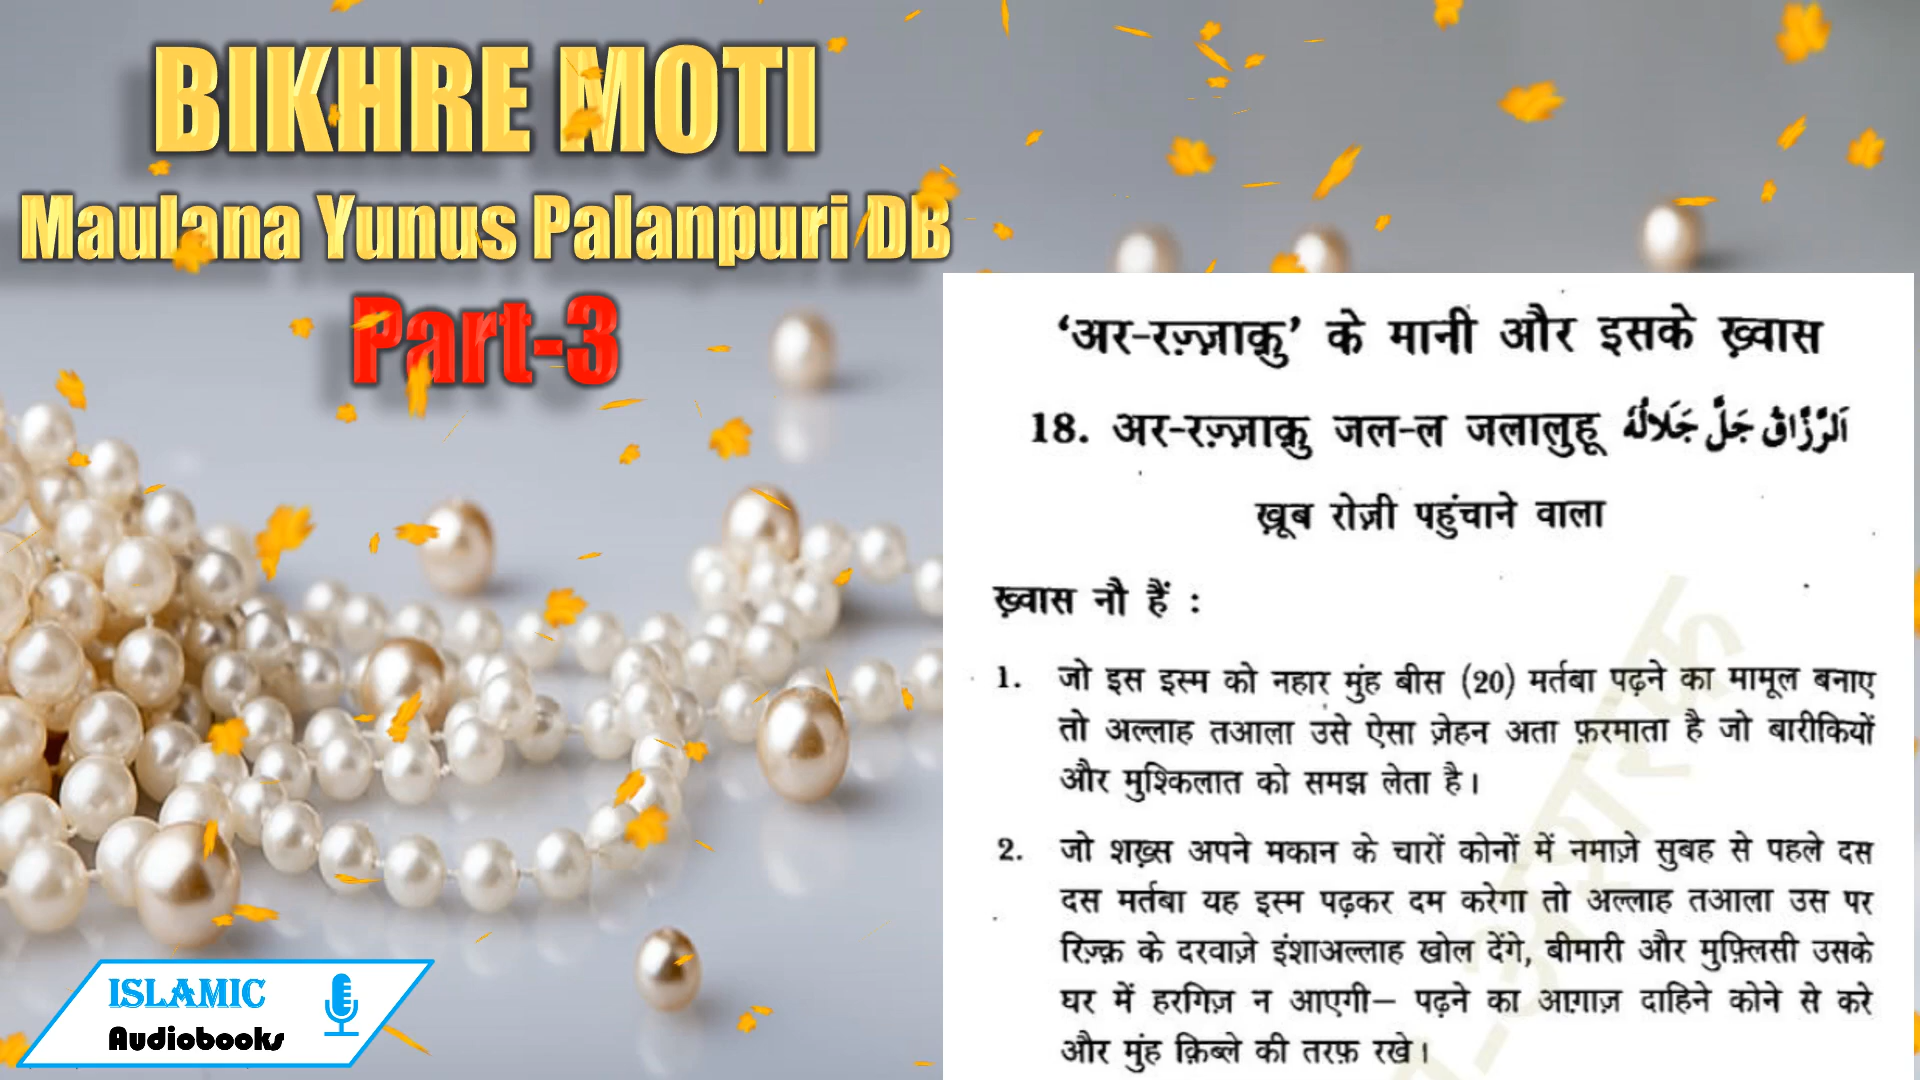 BIKHRE MOTI
Maulana Yunus Palanpuri DB
Part-3
‘अर-रज़्ज़ाक़ु’ के मानी और इसके ख़्वास
18. अर-रज़्ज़ाक़ु जल-ल जलालुहू اَلرَّزَّاقُ جَلَّ جَلَالُهٗ
ख़ूब रोज़ी पहुंचाने वाला
ख़्वास नौ हैं :
1. जो इस इस्म को नहार मुंह बीस (20) मर्तबा पढ़ने का मामूल बनाए
तो अल्लाह तआला उसे ऐसा ज़ेहन अता फ़रमाता है जो बारीकियों
और मुश्किलात को समझ लेता है।
2. जो शख़्स अपने मकान के चारों कोनों में नमाज़े सुबह से पहले दस
दस मर्तबा यह इस्म पढ़कर दम करेगा तो अल्लाह तआला उस पर
रिज़्क़ के दरवाज़े इंशाअल्लाह खोल देंगे, बीमारी और मुफ़्लिसी उसके
घर में हरगिज़ न आएगी– पढ़ने का आग़ाज़ दाहिने कोने से करे
और मुंह क़िब्ले की तरफ़ रखे।
ISLAMIC
Audiobooks